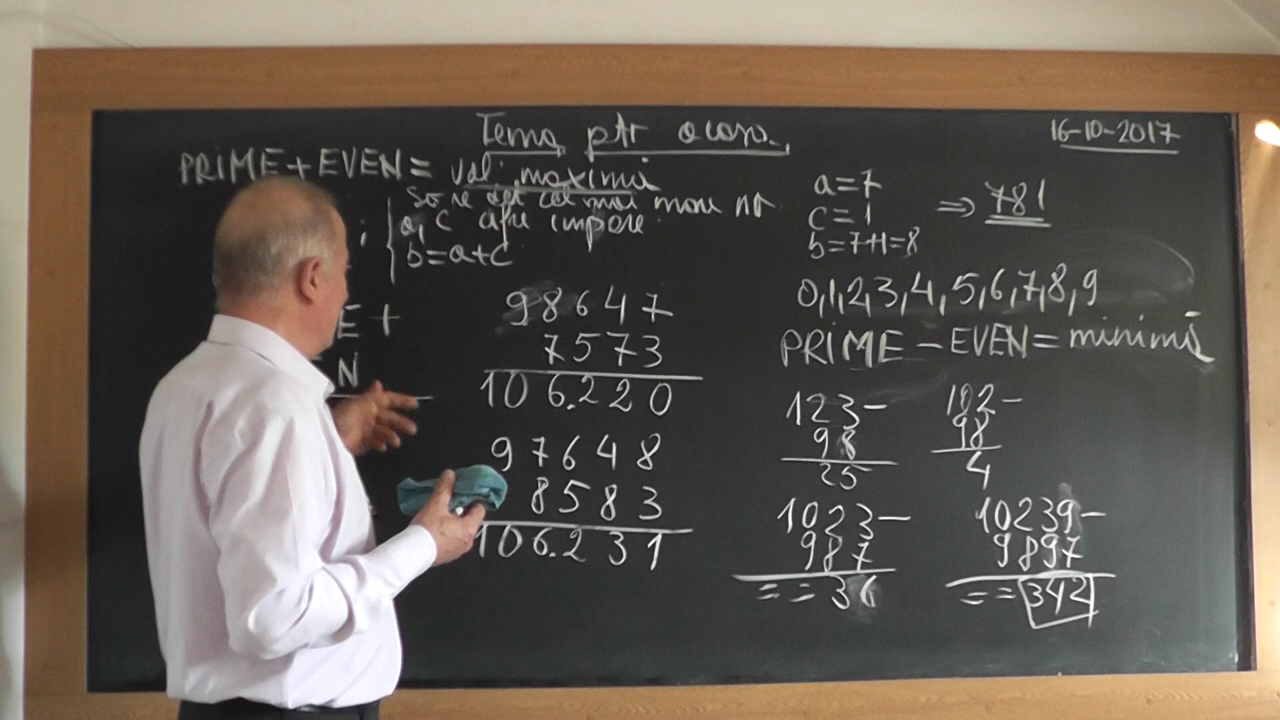 Temă ptr acasă.
16-10-2017
PRIME + EVEN = val. maximă
să se afle cel mai mare nr.
a, c cifre impare
b=a+c
a=7
c=1
b=7+1=8
=> 781
E +
N
98647
7573
106.220
97648
8583
106.231
0,1,2,3,4,5,6,7,8,9
PRIME - EVEN = minimă
123-
98
25
102-
98
4
1023-
987
==36
10239-
9897
==342